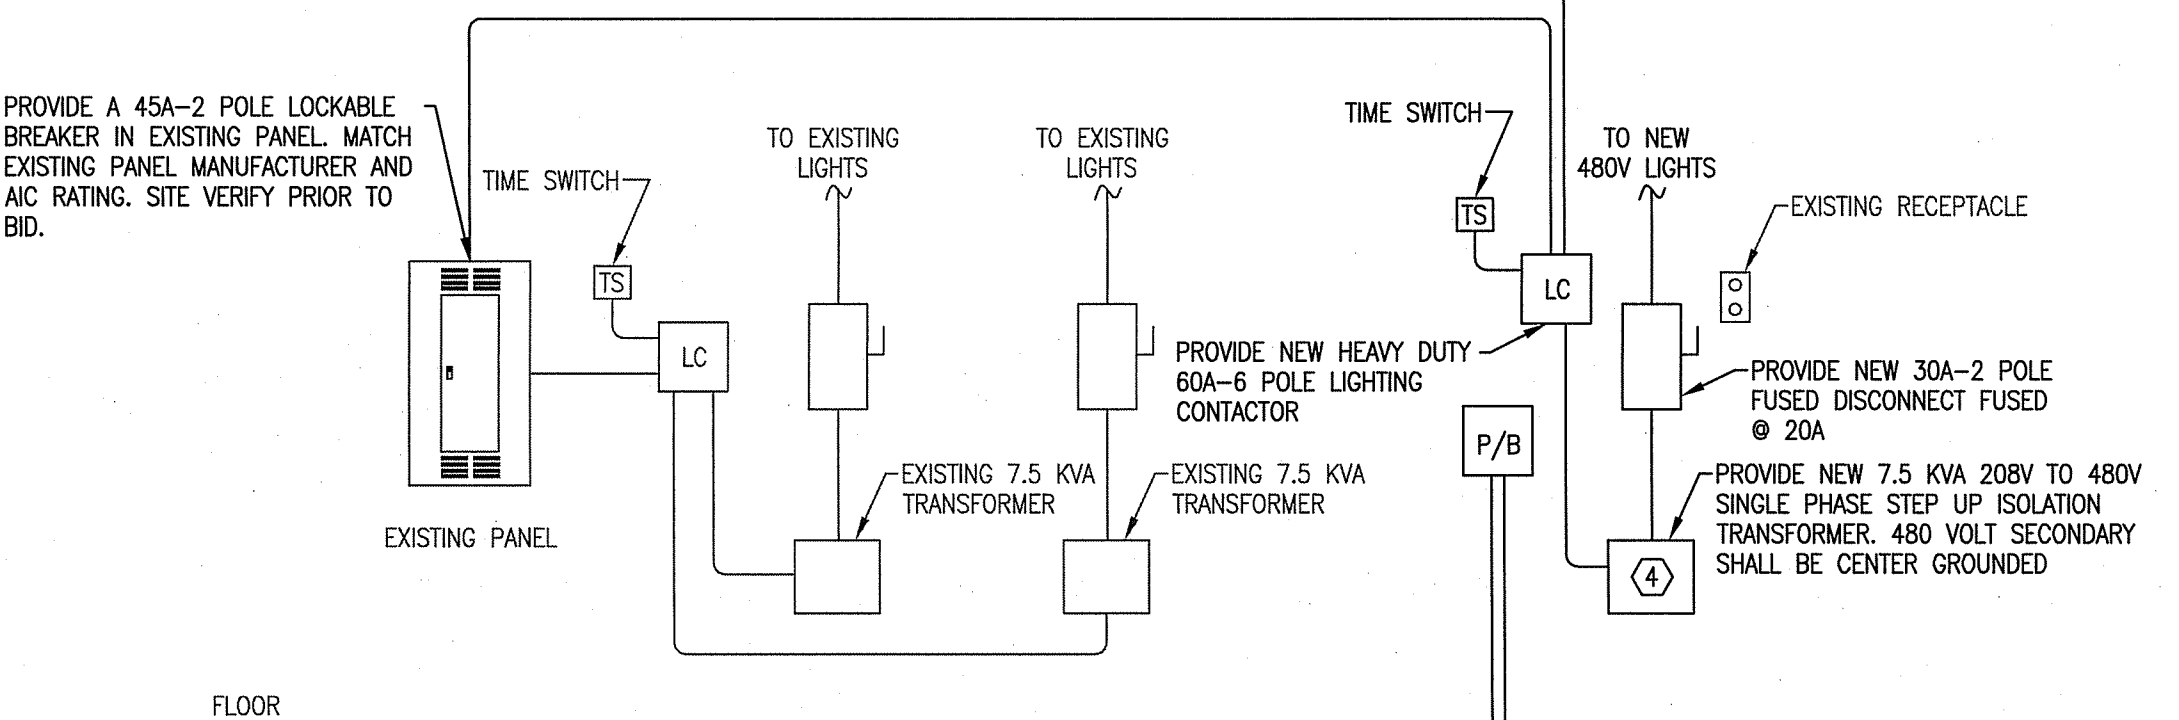 PROVIDE A 45A-2 POLE LOCKABLE
BREAKER IN EXISTING PANEL. MATCH
EXISTING PANEL MANUFACTURER AND
AIC RATING. SITE VERIFY PRIOR TO
BID.
TIME SWITCH
TS
LC
EXISTING PANEL
TO EXISTING
LIGHTS
EXISTING 7.5 KVA
TRANSFORMER
TO EXISTING
LIGHTS
EXISTING 7.5 KVA
TRANSFORMER
TIME SWITCH
TS
LC
PROVIDE NEW HEAVY DUTY
60A-6 POLE LIGHTING
CONTACTOR
P/B
TO NEW
480V LIGHTS
EXISTING RECEPTACLE
PROVIDE NEW 30A-2 POLE
FUSED DISCONNECT FUSED
@ 20A
PROVIDE NEW 7.5 KVA 208V TO 480V
SINGLE PHASE STEP UP ISOLATION
TRANSFORMER. 480 VOLT SECONDARY
SHALL BE CENTER GROUNDED
4
FLOOR